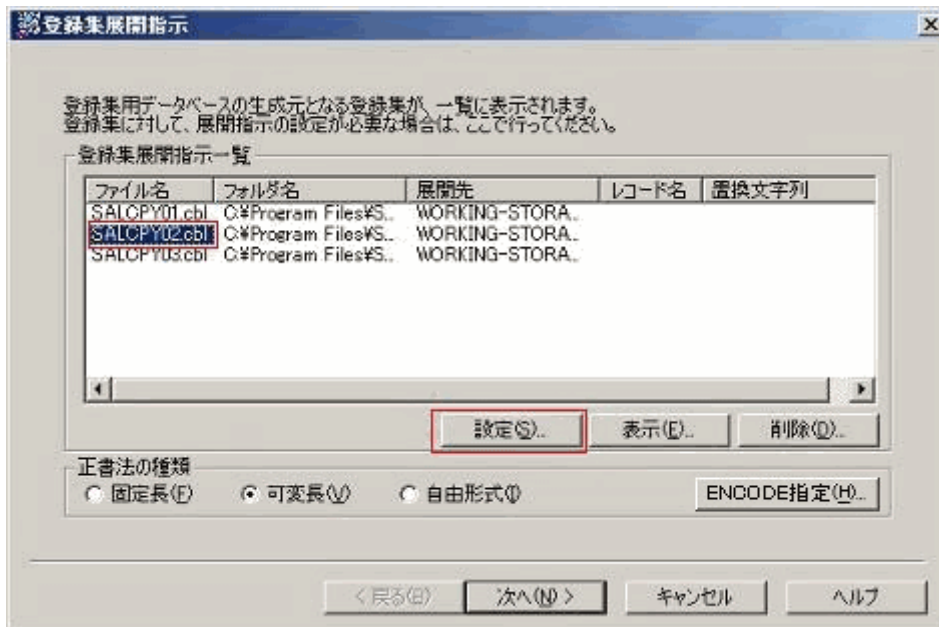 登録集展開指示
登録集用データベースの生成元となる登録集が、一覧に表示されます。
登録集に対して、展開指示の設定が必要な場合は、ここで行ってください。
登録集展開指示一覧
ファイル名 フォルダ名 展開先 レコード名 置換文字列
SALCPY01.cbl C:¥Program Files¥S... WORKING-STORA...
SALCPY02.cbl C:¥Program Files¥S... WORKING-STORA...
SALCPY03.cbl C:¥Program Files¥S... WORKING-STORA...
設定(S)... 表示(E)... 削除(D)...
正書法の種類
固定長(F) 可変長(V) 自由形式(I) ENCODE指定(H)...
< 戻る(B) 次へ(N) > キャンセル ヘルプ